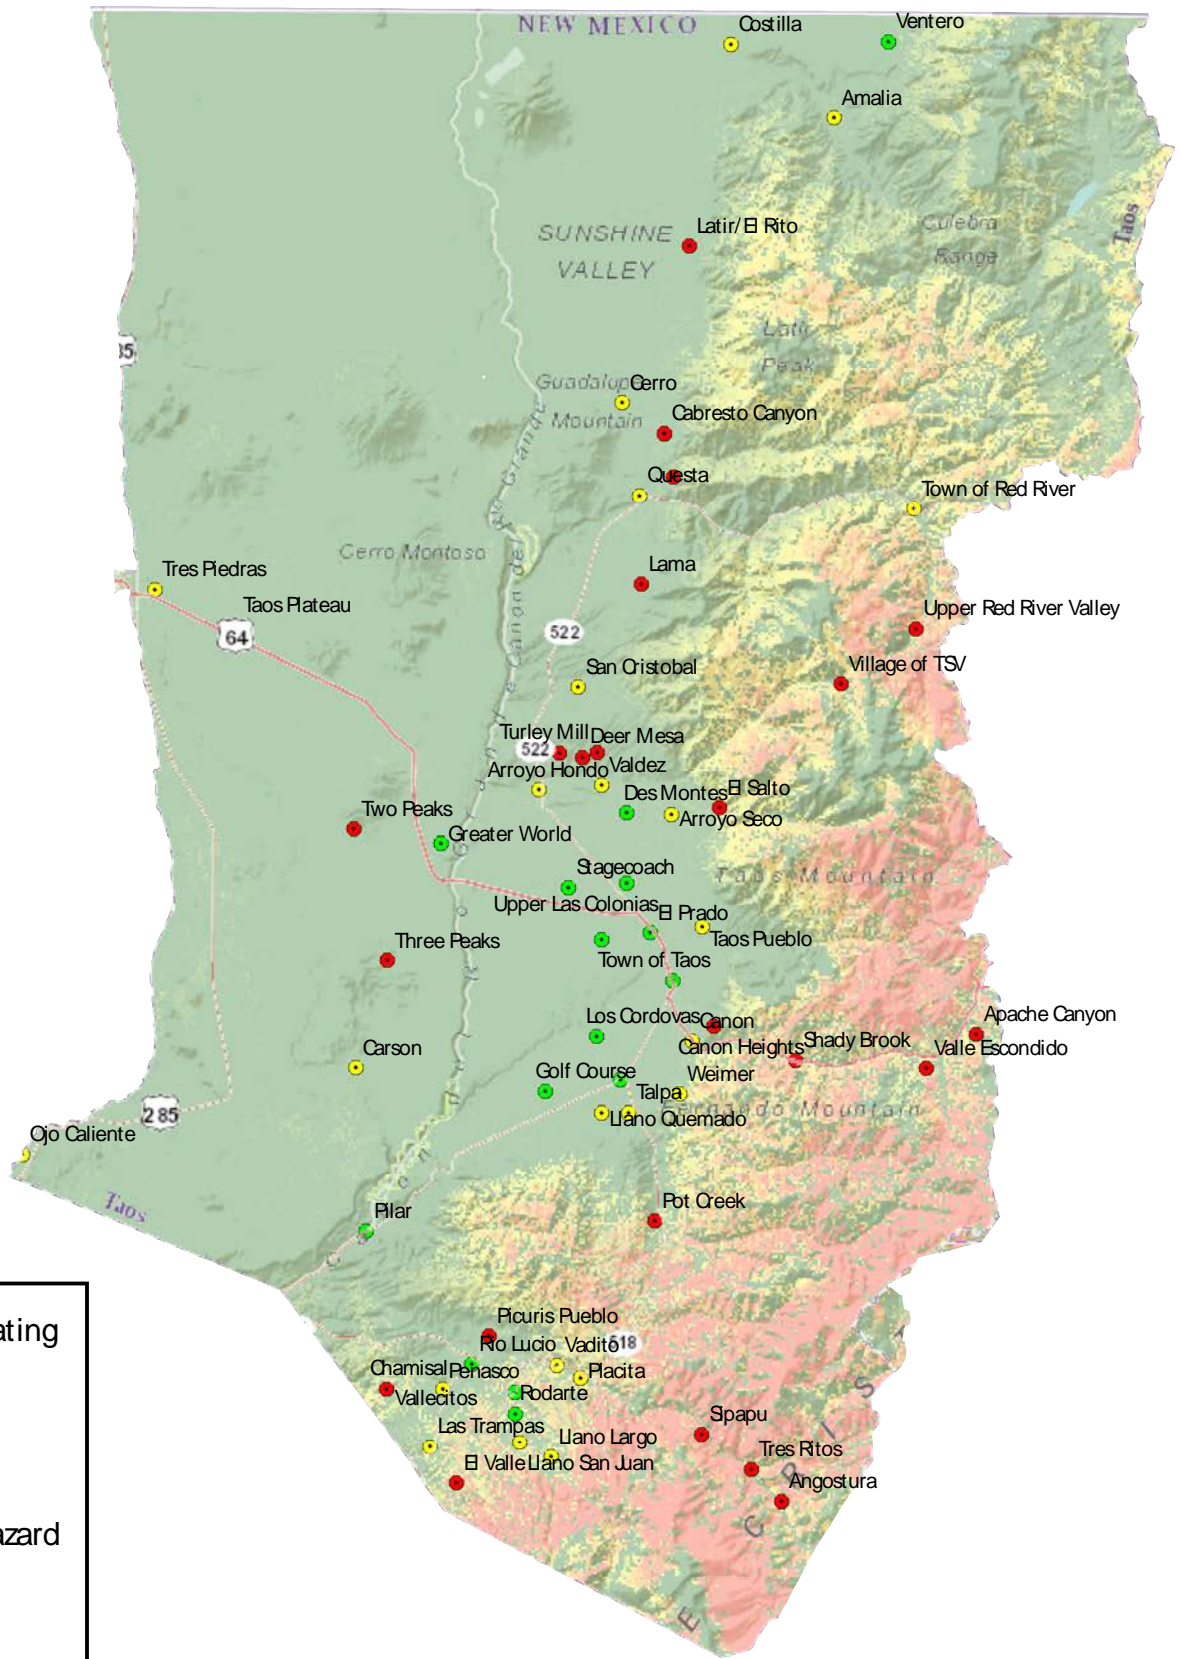 NEW MEXICO
Costilla
Ventero
Amalia
Taos
Culebra
Range
Latir/El Rito
SUNSHINE
VALLEY
Latir
Peak
85
Guadalupe
Mountain
Cerro
Cabresto Canyon
Questa
Town of Red River
Cerro Montoso
Tres Piedras
Lama
Taos Plateau
64
Upper Red River Valley
522
Village of TSV
San Cristobal
Turley Mill
Deer Mesa
522
Arroyo Hondo
Valdez
Des Montes
El Salto
Arroyo Seco
Two Peaks
Greater World
Stagecoach
Taos Mountain
Upper Las Colonias
El Prado
Taos Pueblo
Three Peaks
Town of Taos
Los Cordovas
Canon
Apache Canyon
Carson
Canon Heights
Shady Brook
Valle Escondido
Golf Course
Weimer
Talpa
Fernando Mountain
Llano Quemado
285
Ojo Caliente
Taos
Pot Creek
Pilar
Picuris Pueblo
Rio Lucio
Vadito
518
Chamisal
Penasco
Placita
Vallecitos
Rodarte
Las Trampas
Llano Largo
Sipapu
El Valle
Llano San Juan
Tres Ritos
Angostura
C R I S
E
ating
azard